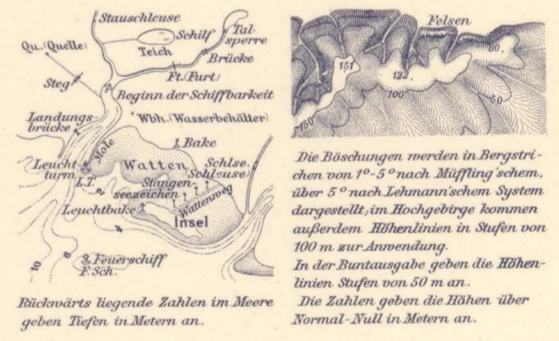 Stauschleuse
Schilf
Teich
Tal-
sperre
Brücke
Qu. (Quelle)
Ft. (Furt)
Steg
Beginn der Schiffbarkeit
Wbh. (Wasserbehälter)
Landungs-
brücke
Mole
Bake
Watten
Leucht-
turm
L.T.
Schlse.
Schleuse
Stangen-
seezeichen
Wattenweg
Leuchtbake
Insel
2
4
6
10
Feuerschiff
F. Sch.
Rückwärts liegende Zahlen im Meere
geben Tiefen in Metern an.
Felsen
80.
151
122.
100
50
150
Die Böschungen werden in Bergstri-
chen von 1°-5° nach Müffling'schem,
über 5° nach Lehmann'schem System
dargestellt; im Hochgebirge kommen
außerdem Höhenlinien in Stufen von
100 m zur Anwendung.
In der Buntausgabe geben die Höhen-
linien Stufen von 50 m an.
Die Zahlen geben die Höhen über
Normal-Null in Metern an.